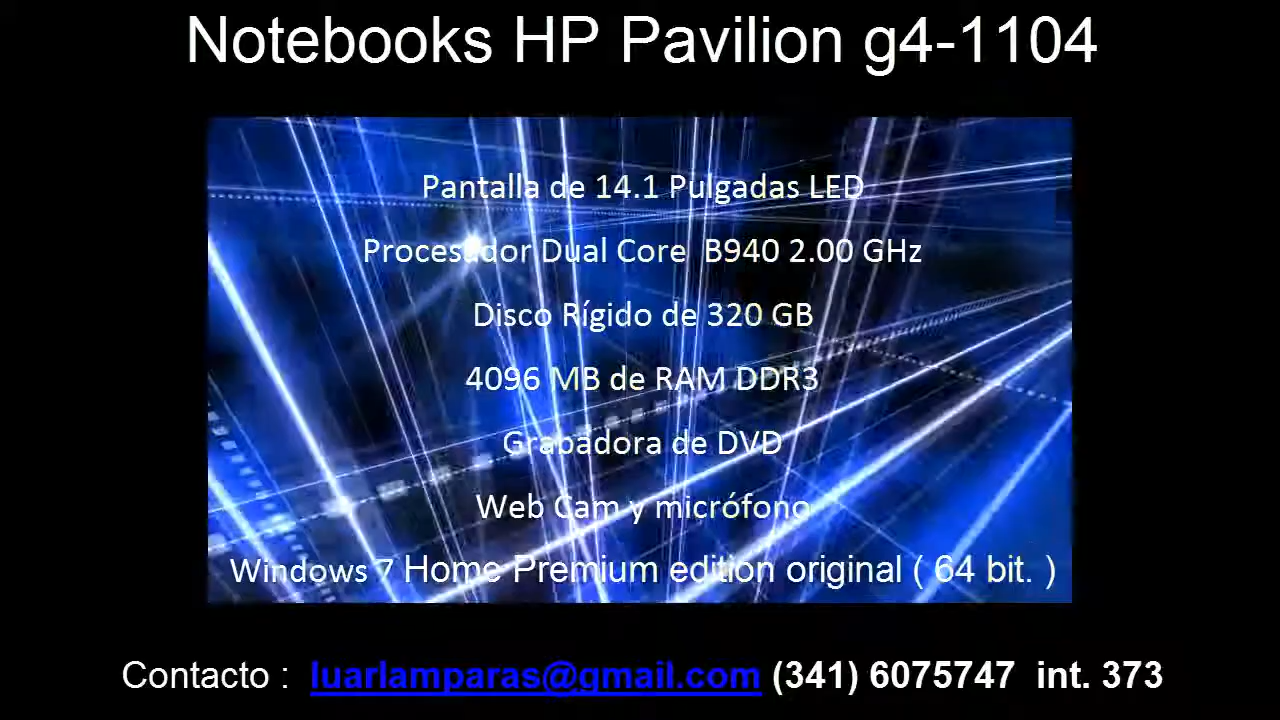 Notebooks HP Pavilion g4-1104
Pantalla de 14.1 Pulgadas LED
Procesador Dual Core B940 2.00 GHz
Disco Rígido de 320 GB
4096 MB de RAM DDR3
Grabadora de DVD
Web Cam y micrófono
Windows 7 Home Premium edition original ( 64 bit. )
Contacto : luarlamparas@gmail.com (341) 6075747 int. 373